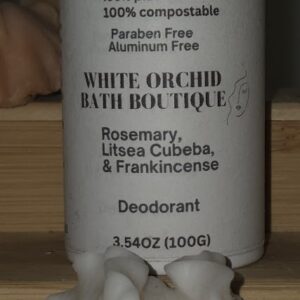 100% compostable
Paraben Free
Aluminum Free
WHITE ORCHID
BATH BOUTIQUE
Rosemary,
Litsea Cubeba,
& Frankincense
Deodorant
3.54OZ (100G)